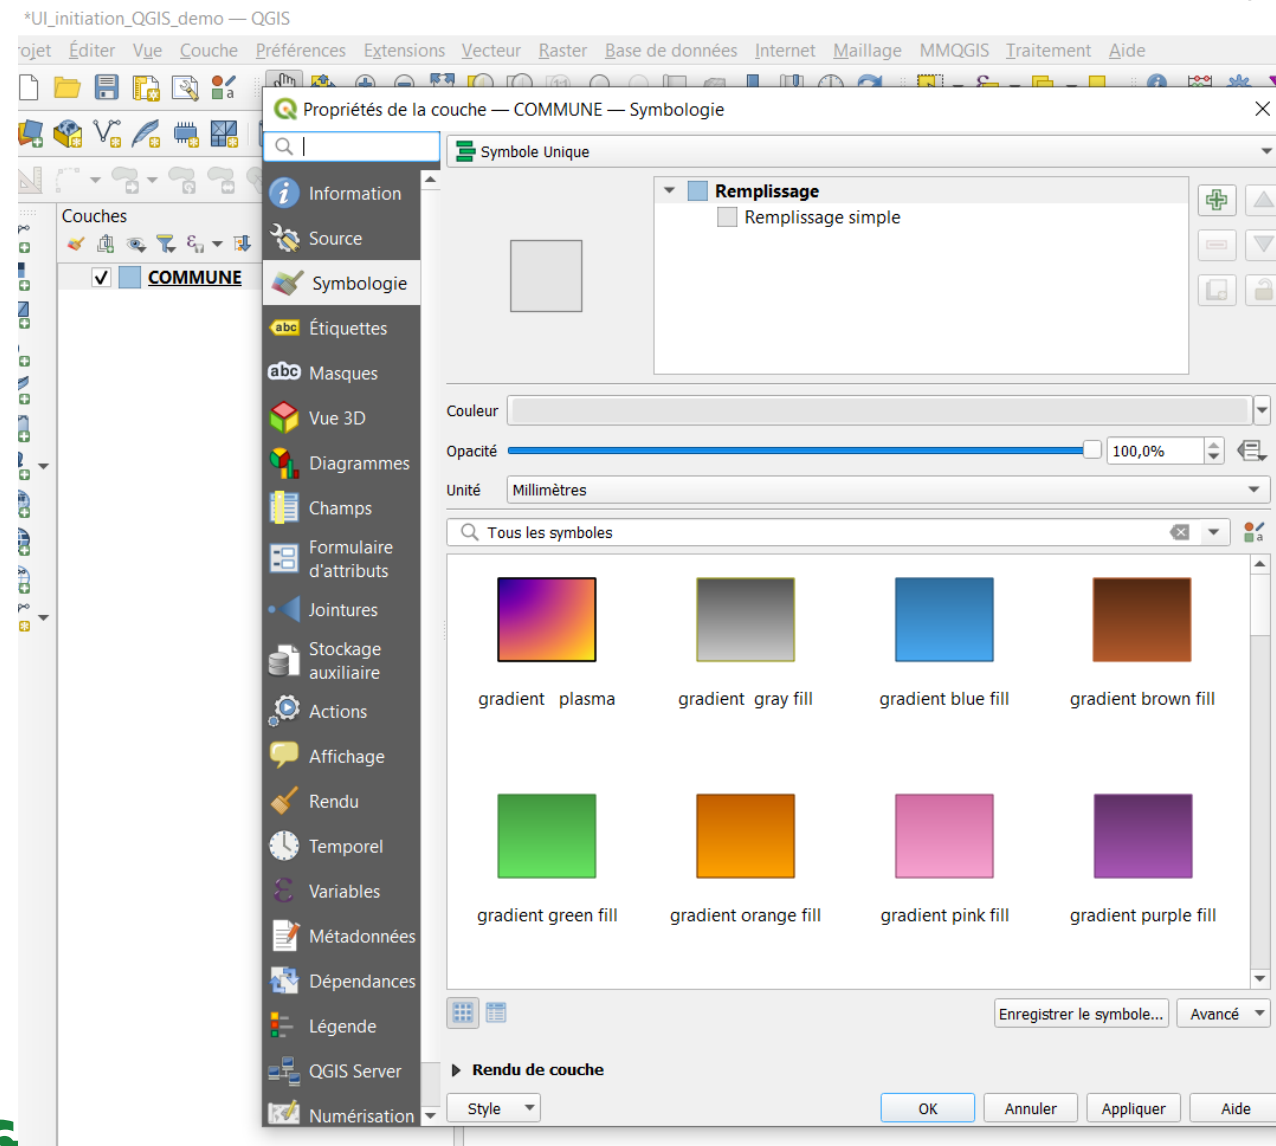 *UI_initiation_QGIS_demo — QGIS
ojet Éditer Vue Couche Préférences Extensions Vecteur Raster Base de données Internet Maillage MMQGIS Traitement Aide
Propriétés de la couche — COMMUNE — Symbologie
Symbole Unique
Information
Remplissage
Remplissage simple
Couches
Source
COMMUNE
Symbologie
abc Étiquettes
abc Masques
Vue 3D
Couleur
Opacité 100,0%
Diagrammes
Unité Millimètres
Champs
Tous les symboles
Formulaire
d'attributs
Jointures
Stockage
auxiliaire
gradient plasma
gradient gray fill
gradient blue fill
gradient brown fill
Actions
Affichage
Rendu
Temporel
Variables
gradient green fill
gradient orange fill
gradient pink fill
gradient purple fill
Métadonnées
Dépendances
Légende
Enregistrer le symbole...
Avancé
QGIS Server
Rendu de couche
Numérisation
Style
OK
Annuler
Appliquer
Aide